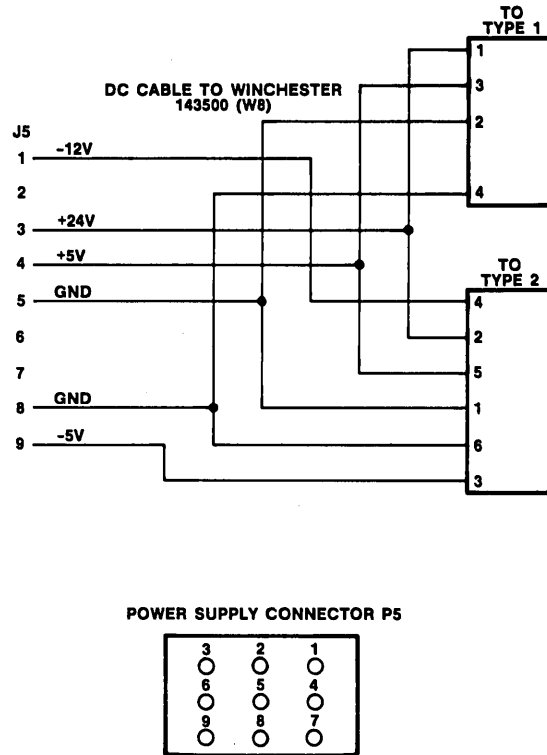 TO
TYPE 1
1
3
DC CABLE TO WINCHESTER
143500 (W8)
2
J5
1 -12V
2
4
3 +24V
4 +5V
TO
TYPE 2
5 GND
4
6
2
7
5
8 GND
1
9 -5V
6
3
POWER SUPPLY CONNECTOR P5
3 2 1
6 5 4
9 8 7